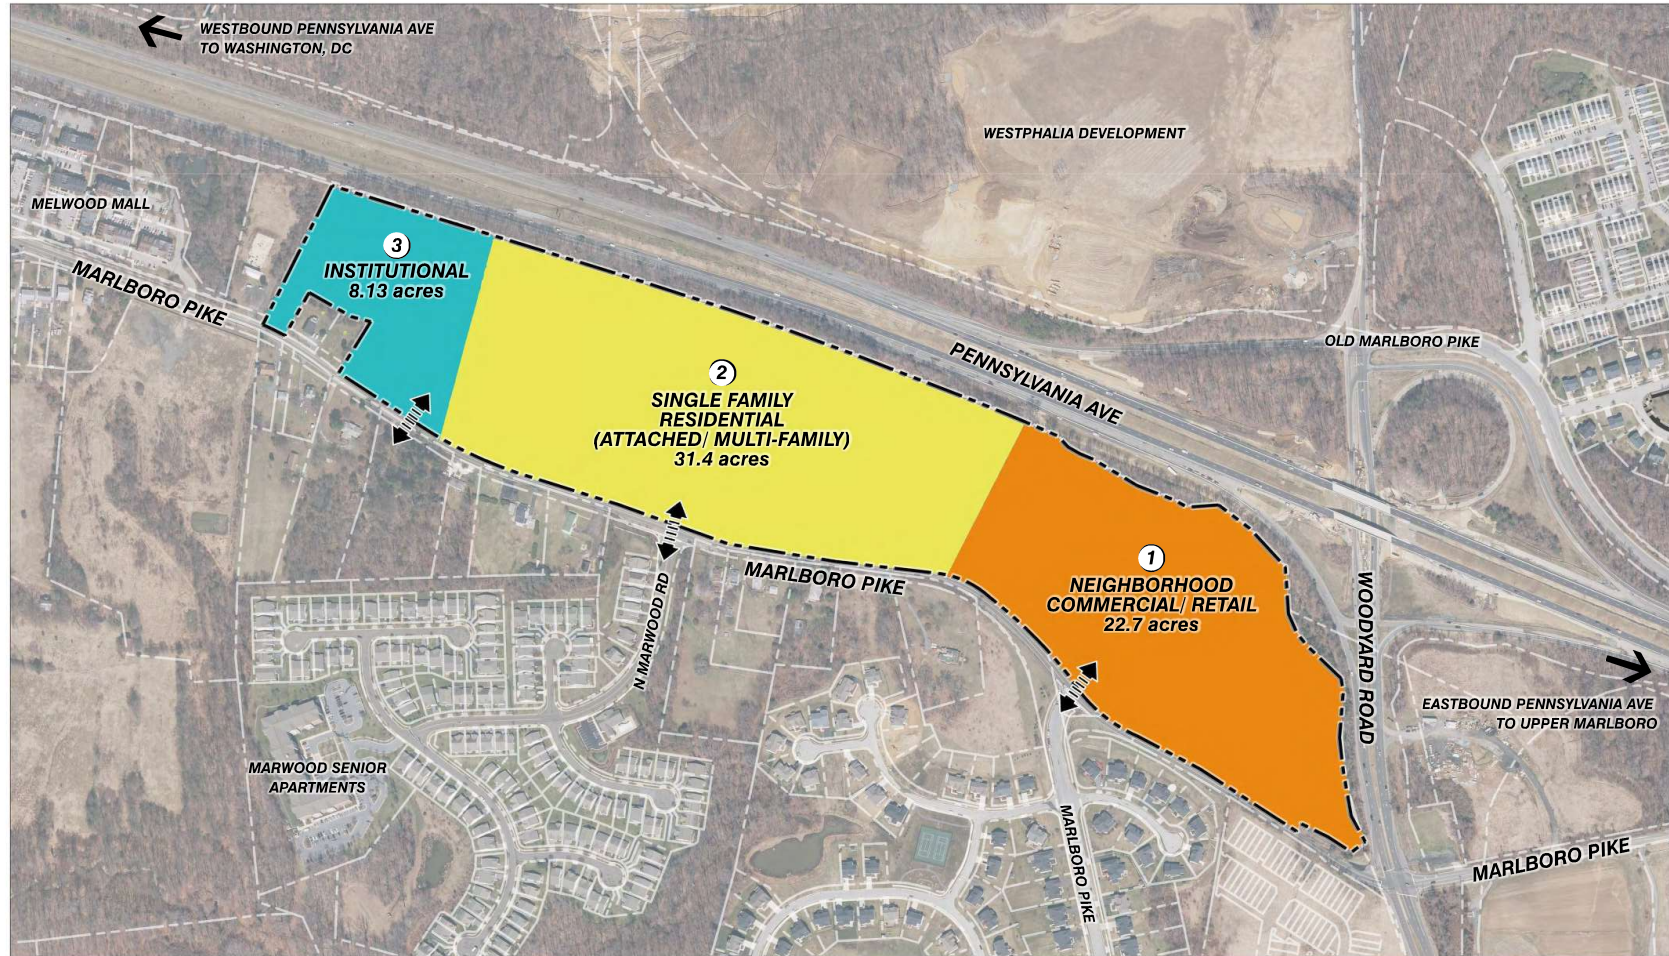 WESTBOUND PENNSYLVANIA AVE
TO WASHINGTON, DC
WESTPHALIA DEVELOPMENT
MELWOOD MALL
MARLBORO PIKE
3
INSTITUTIONAL
8.13 acres
OLD MARLBORO PIKE
PENNSYLVANIA AVE
2
SINGLE FAMILY
RESIDENTIAL
(ATTACHED/ MULTI-FAMILY)
31.4 acres
1
NEIGHBORHOOD
COMMERCIAL/ RETAIL
22.7 acres
MARLBORO PIKE
N MARWOOD RD
WOODYARD ROAD
EASTBOUND PENNSYLVANIA AVE
TO UPPER MARLBORO
MARWOOD SENIOR
APARTMENTS
MARLBORO PIKE
MARLBORO PIKE